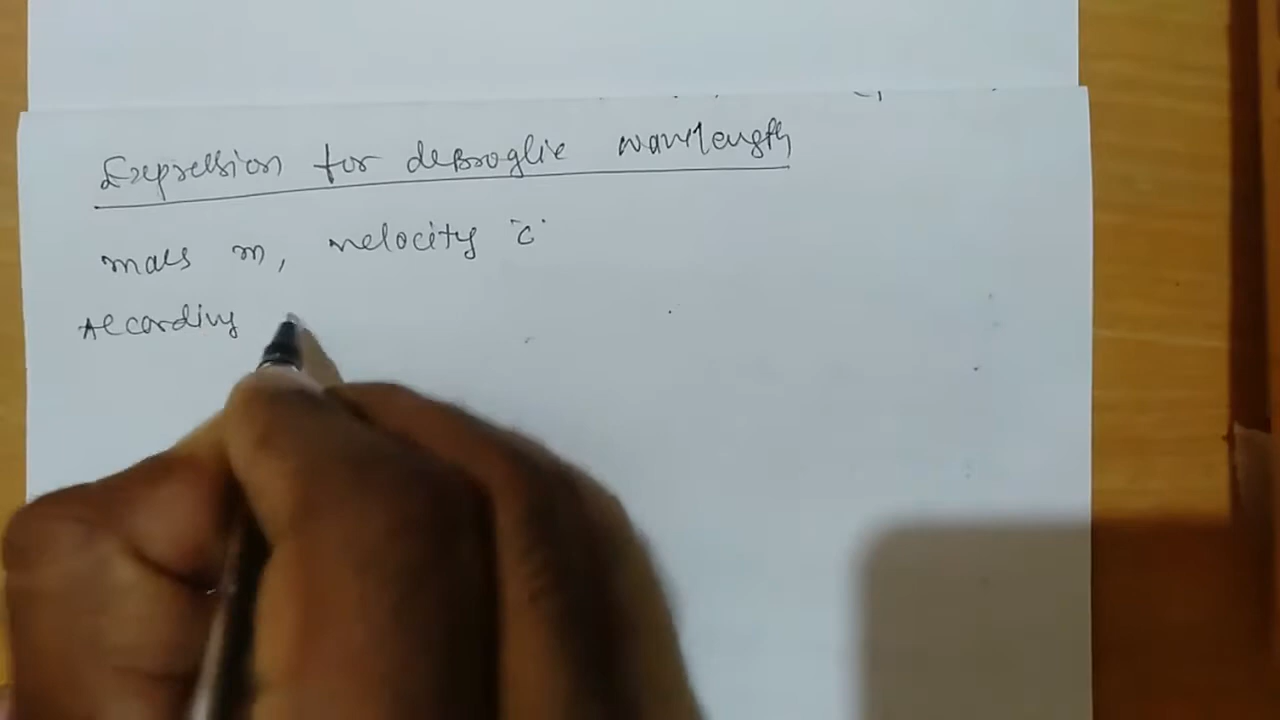 Expression for deBroglie wavelength
mass m, velocity 'c'
According